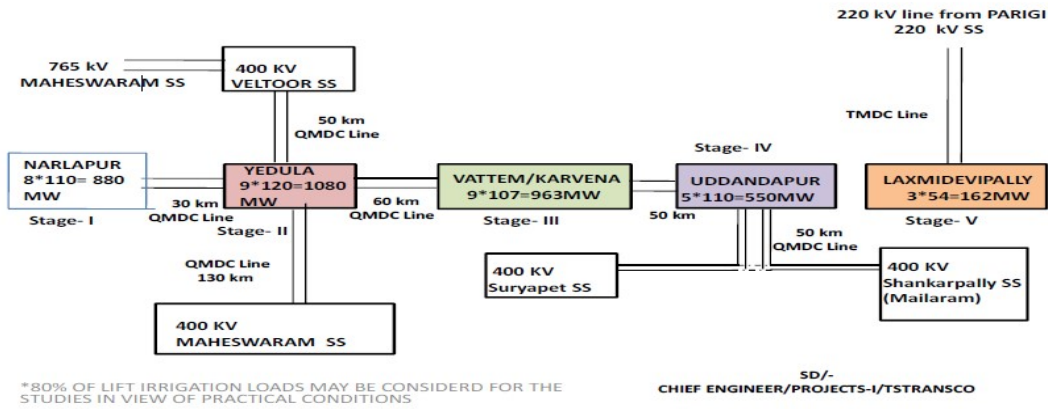 220 kV line from PARIGI
220 kV SS
765 kV
MAHESWARAM SS
400 KV
VELTOOR SS
TMDC Line
50 km
QMDC Line
Stage- IV
NARLAPUR
8*110= 880
MW
YEDULA
9*120=1080
MW
VATTEM/KARVENA
9*107=963MW
UDDANDAPUR
5*110=550MW
LAXMIDEVIPALLY
3*54=162MW
Stage- I
30 km
QMDC Line
Stage- II
60 km
QMDC Line
Stage- III
50 km
Stage- V
50 km
QMDC Line
QMDC Line
130 km
400 KV
Suryapet SS
400 KV
Shankarpally SS
(Mailaram)
400 KV
MAHESWARAM SS
*80% OF LIFT IRRIGATION LOADS MAY BE CONSIDERD FOR THE
STUDIES IN VIEW OF PRACTICAL CONDITIONS
SD/-
CHIEF ENGINEER/PROJECTS-I/TSTRANSCO